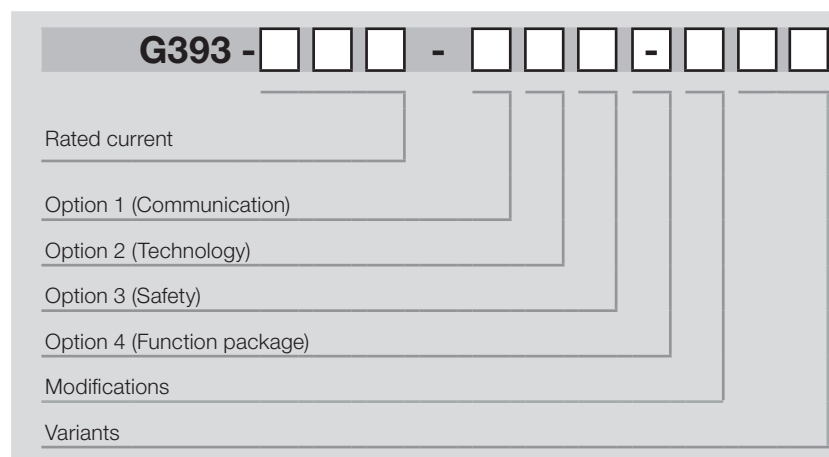 G393 - - -
Rated current
Option 1 (Communication)
Option 2 (Technology)
Option 3 (Safety)
Option 4 (Function package)
Modifications
Variants